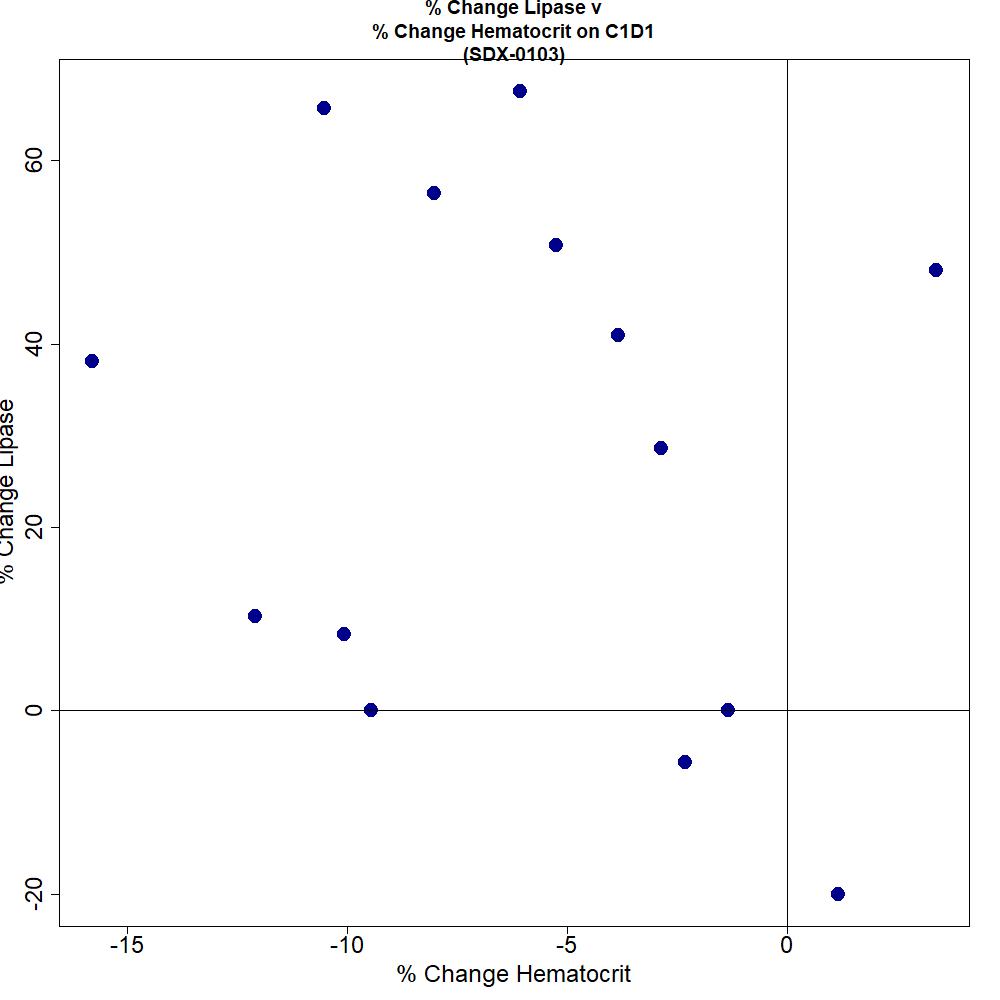 % Change Lipase v
% Change Hematocrit on C1D1
(SDX-0103)
% Change Lipase
60
40
20
0
-20
-15
-10
-5
0
% Change Hematocrit